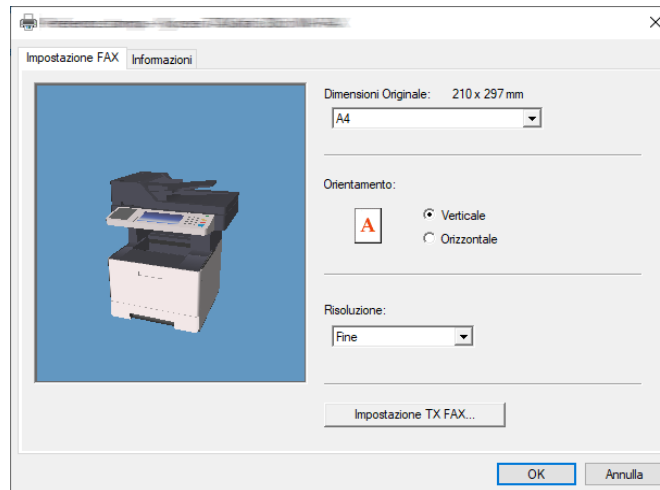 Impostazione FAX
Informazioni
Dimensioni Originale: 210 x 297 mm
A4
Orientamento:
A
Verticale
Orizzontale
Risoluzione:
Fine
Impostazione TX FAX...
OK
Annulla